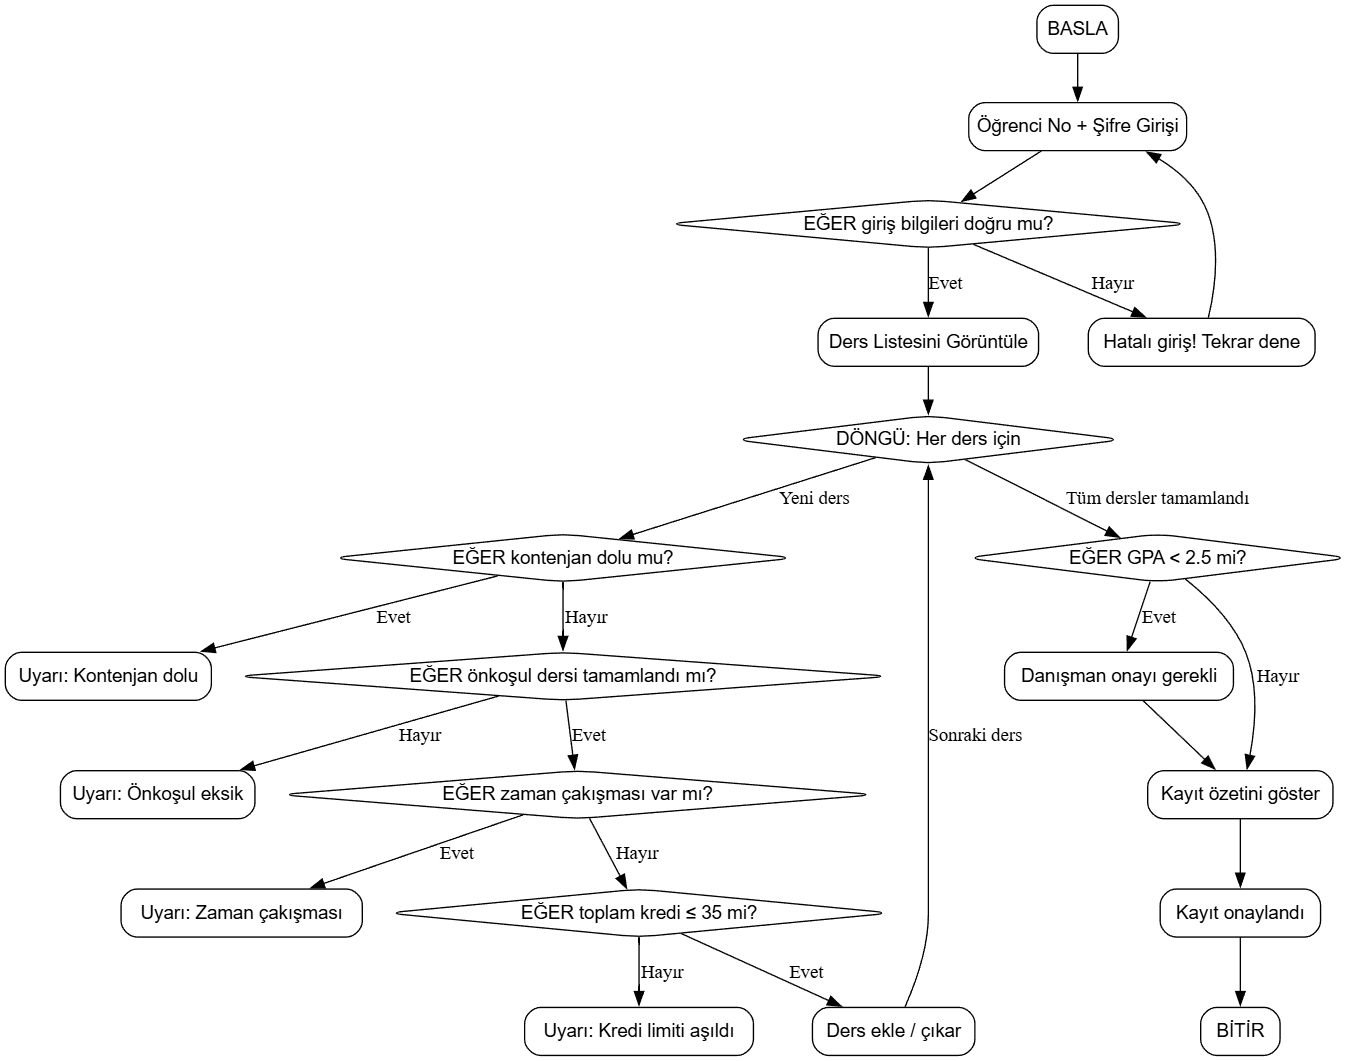 BASLA
Öğrenci No + Şifre Girişi
EĞER giriş bilgileri doğru mu?
Evet
Hayır
Ders Listesini Görüntüle
Hatalı giriş! Tekrar dene
DÖNGÜ: Her ders için
Yeni ders
Tüm dersler tamamlandı
EĞER kontenjan dolu mu?
EĞER GPA < 2.5 mi?
Evet
Hayır
Evet
Uyarı: Kontenjan dolu
EĞER önkoşul dersi tamamlandı mı?
Danışman onayı gerekli
Hayır
Hayır
Evet
Sonraki ders
Uyarı: Önkoşul eksik
EĞER zaman çakışması var mı?
Kayıt özetini göster
Evet
Hayır
Uyarı: Zaman çakışması
EĞER toplam kredi ≤ 35 mi?
Kayıt onaylandı
Hayır
Evet
Uyarı: Kredi limiti aşıldı
Ders ekle / çıkar
BİTİR